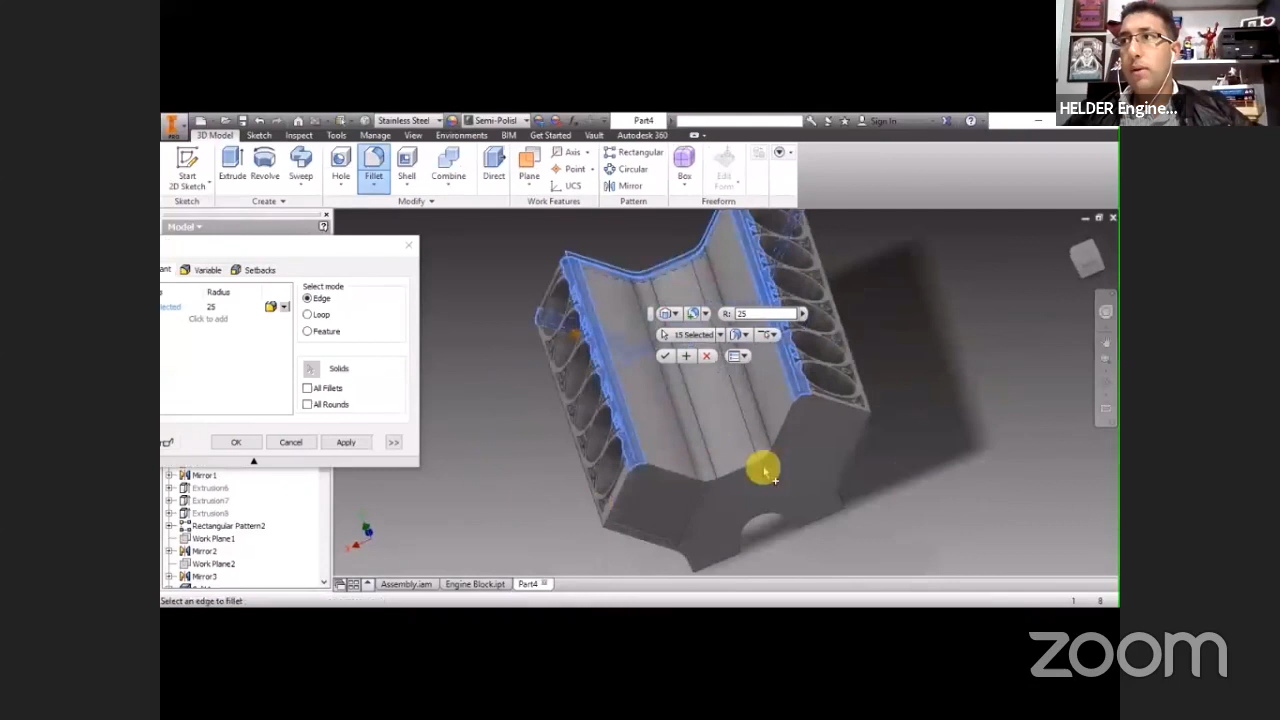 HELDER Engine...
PRO
Stainless Steel
Semi-Polisl
Part4
Sign In
3D Model
Sketch
Inspect
Tools
Manage
View
Environments
BIM
Get Started
Vault
Autodesk 360
Start
2D Sketch
Extrude
Revolve
Sweep
Hole
Fillet
Shell
Combine
Direct
Plane
Axis
Point
UCS
Rectangular
Circular
Mirror
Box
Edit
Form
Sketch
Create
Modify
Work Features
Pattern
Freeform
Model
Variable
Setbacks
Radius
25
Click to add
Select mode
Edge
Loop
Feature
Solids
All Fillets
All Rounds
OK
Cancel
Apply
>>
R: 25
15 Selected
Mirror1
Extrusion6
Extrusion7
Extrusion8
Rectangular Pattern2
Work Plane1
Mirror2
Work Plane2
Mirror3
Assembly.iam
Engine Block.ipt
Part4
Select an edge to fillet
1
8
zoom